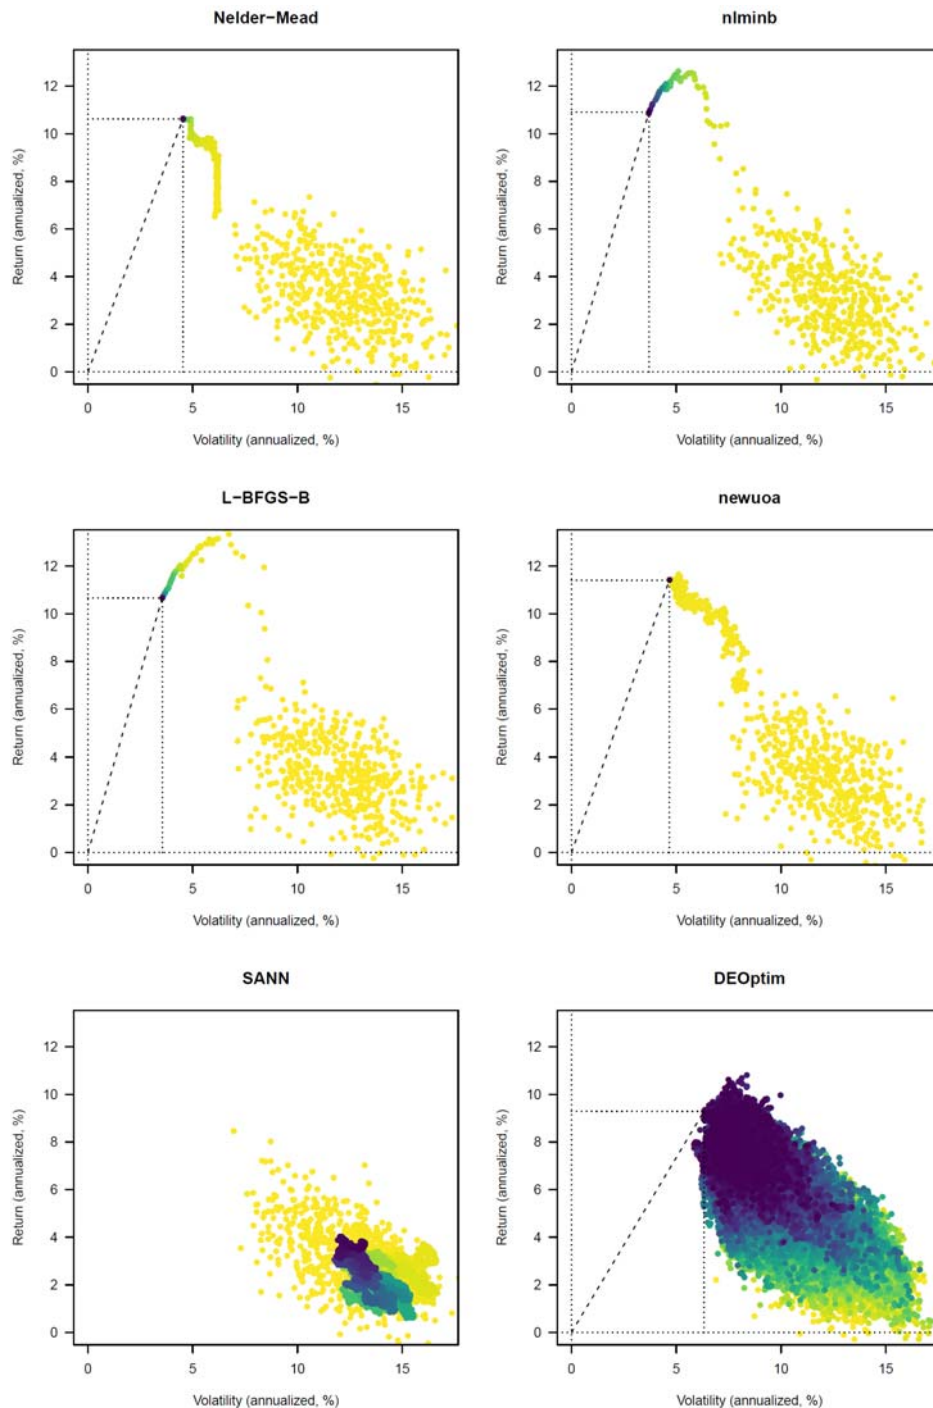 Nelder−Mead
nlminb
Return (annualized, %)
12
10
8
6
4
2
0
0 5 10 15
Volatility (annualized, %)
Return (annualized, %)
12
10
8
6
4
2
0
0 5 10 15
Volatility (annualized, %)
L−BFGS−B
newuoa
Return (annualized, %)
12
10
8
6
4
2
0
0 5 10 15
Volatility (annualized, %)
Return (annualized, %)
12
10
8
6
4
2
0
0 5 10 15
Volatility (annualized, %)
SANN
DEOptim
Return (annualized, %)
12
10
8
6
4
2
0
0 5 10 15
Volatility (annualized, %)
Return (annualized, %)
12
10
8
6
4
2
0
0 5 10 15
Volatility (annualized, %)